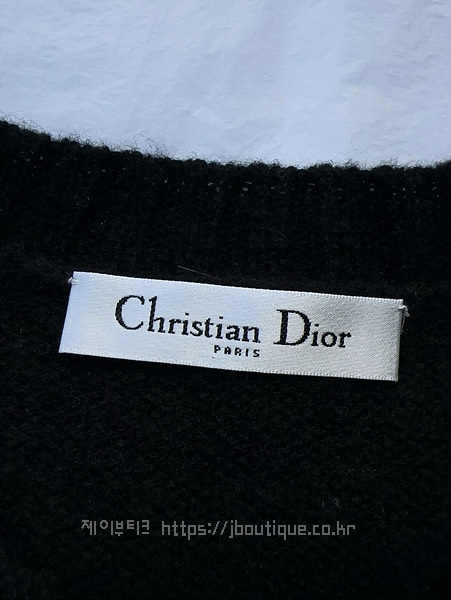 Christian Dior
PARIS
제이부티크 https://jboutique.co.kr